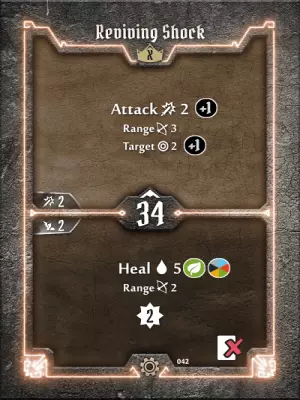 Reviving Shock
X
Attack 2 +1
Range 3
Target 2 +1
2
34
2
Heal 5
Range 2
2
042